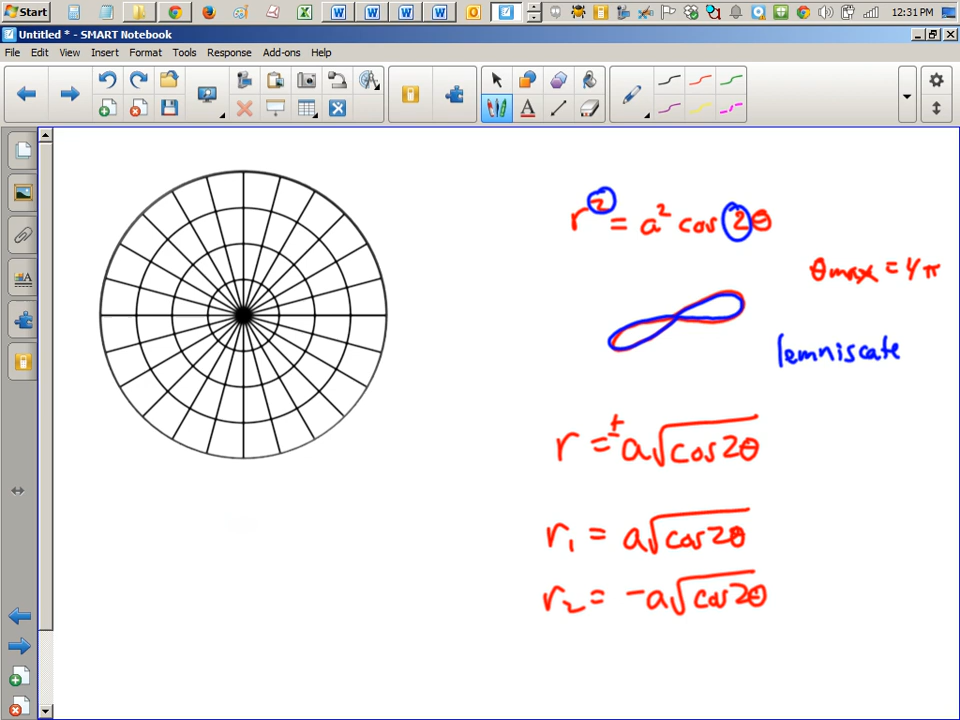 Start
12:31 PM
Untitled * - SMART Notebook
File Edit View Insert Format Tools Response Add-ons Help
r² = a² cos 2θ
θmax = 4π
lemniscate
r = ± a√cos2θ
r₁ = a√cos2θ
r₂ = -a√cos2θ